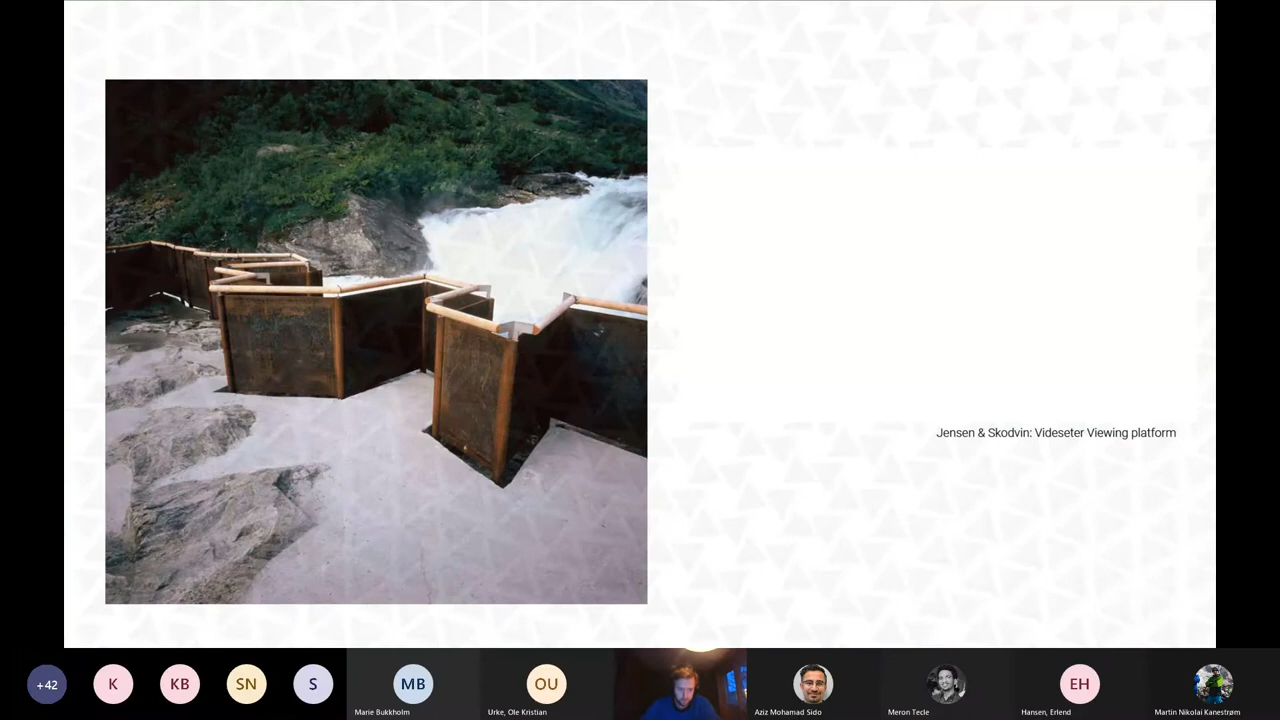 Jensen & Skodvin: Videseter Viewing platform
+42
K
KB
SN
S
MB
OU
EH
Marie Bukkholm
Urke, Ole Kristian
Aziz Mohamad Sido
Meron Tecle
Hansen, Erlend
Martin Nikolai Kanestrøm